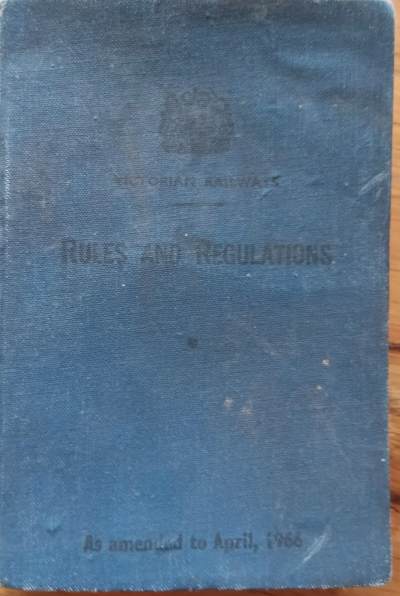 VICTORIAN RAILWAYS
RULES AND REGULATIONS
As amended to April, 1966